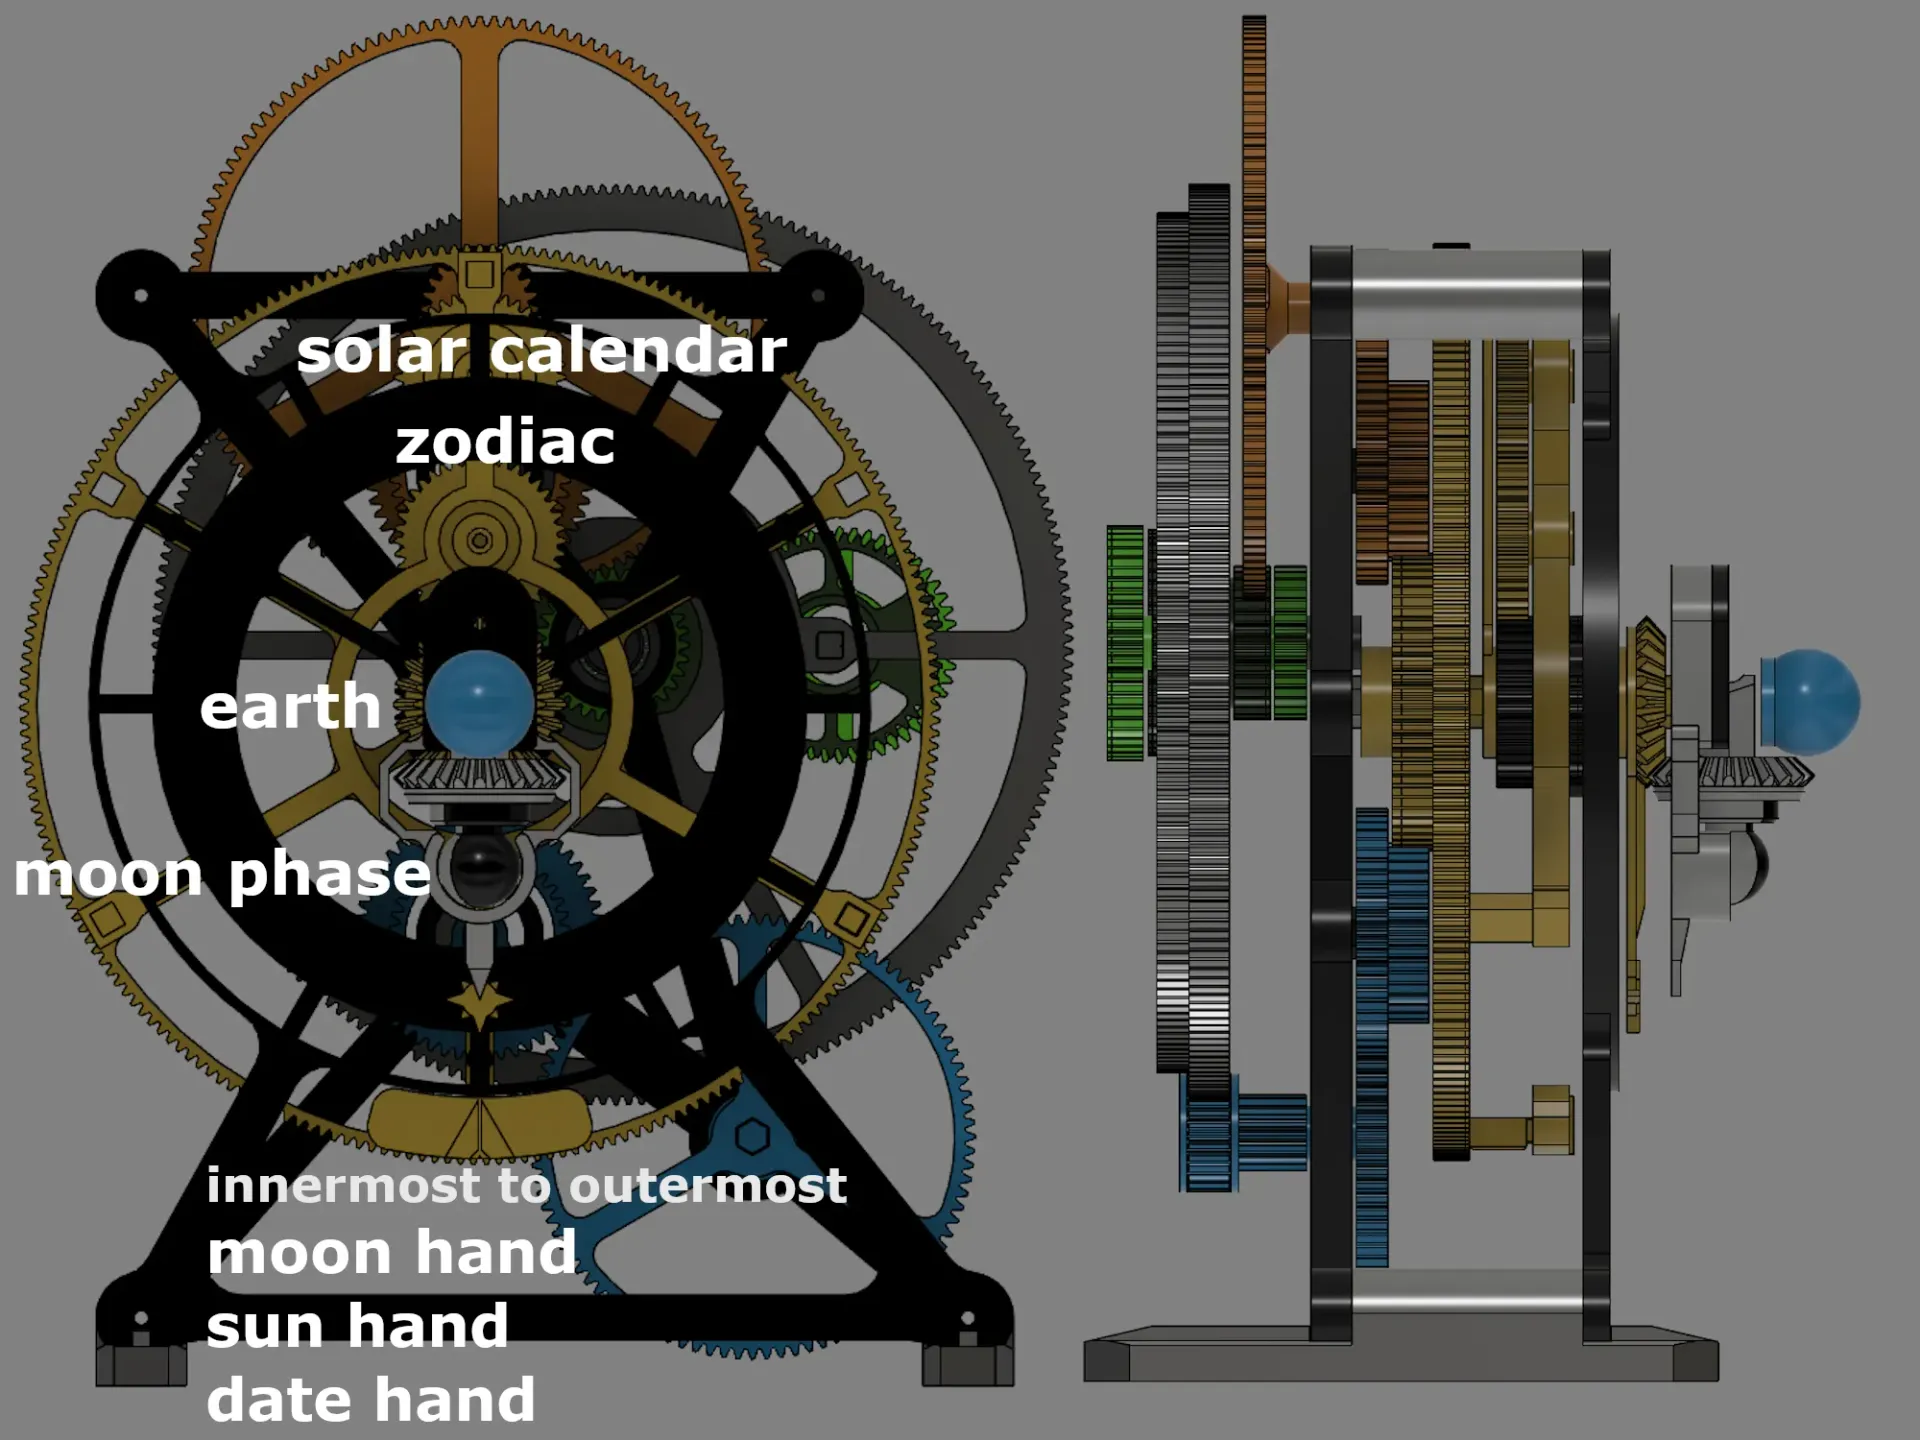 solar calendar
zodiac
earth
moon phase
innermost to outermost
moon hand
sun hand
date hand